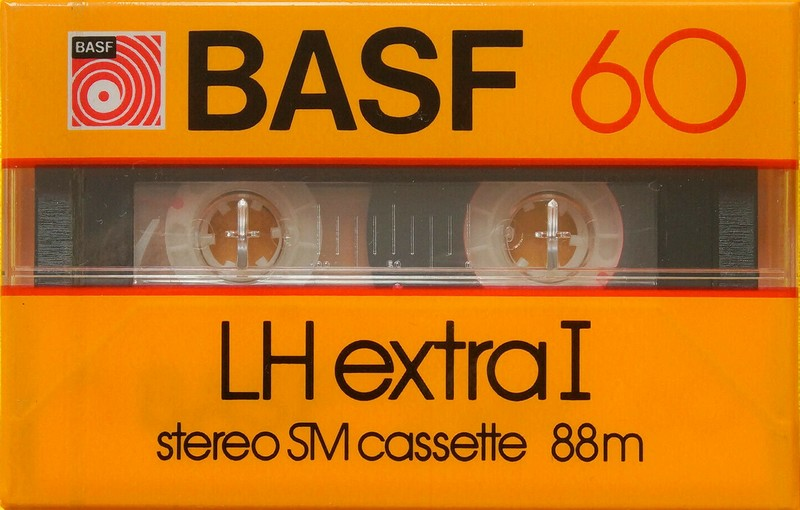 BASF
BASF 60
LH extra I
stereo SM cassette 88m